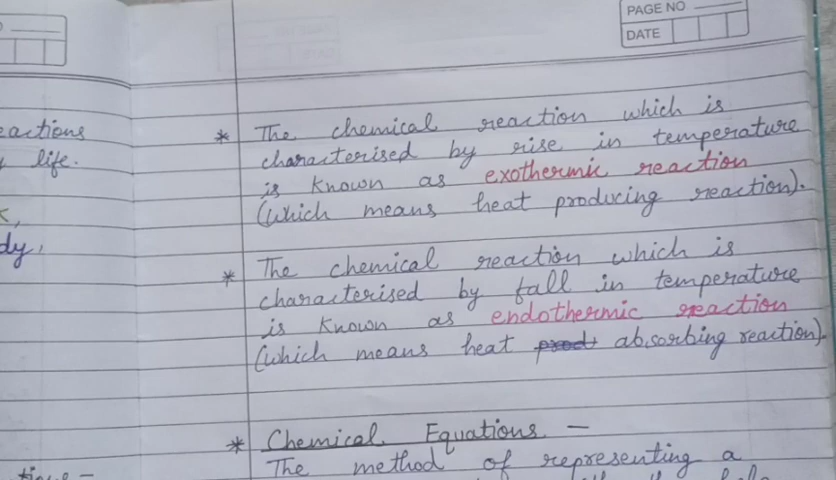 PAGE NO
DATE
eactions
life.
dy,
* The chemical reaction which is
characterised by rise in temperature
is known as exothermic reaction
(which means heat producing reaction).
* The chemical reaction which is
characterised by fall in temperature
is known as endothermic reaction
(which means heat absorbing reaction).
* Chemical Equations —
The method of representing a